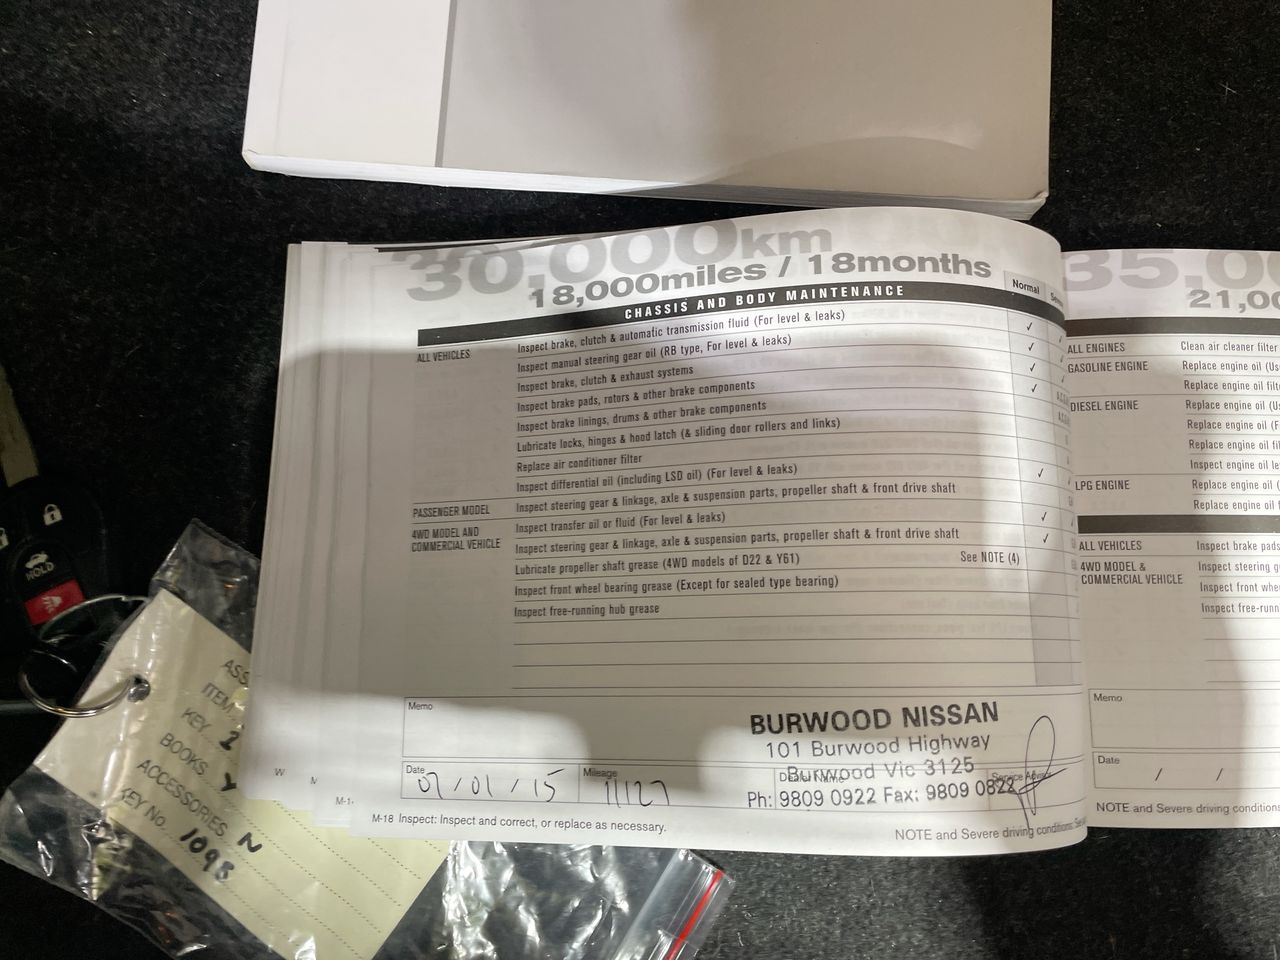 30,000km
18,000miles / 18months
CHASSIS AND BODY MAINTENANCE
Normal
ALL VEHICLES
Inspect brake, clutch & automatic transmission fluid (For level & leaks) ✓
Inspect manual steering gear oil (RB type, For level & leaks) ✓
Inspect brake, clutch & exhaust systems ✓
Inspect brake pads, rotors & other brake components ✓
Inspect brake linings, drums & other brake components
Lubricate locks, hinges & hood latch (& sliding door rollers and links)
Replace air conditioner filter
Inspect differential oil (including LSD oil) (For level & leaks) ✓
PASSENGER MODEL
Inspect steering gear & linkage, axle & suspension parts, propeller shaft & front drive shaft
4WD MODEL AND
COMMERCIAL VEHICLE
Inspect transfer oil or fluid (For level & leaks) ✓
Inspect steering gear & linkage, axle & suspension parts, propeller shaft & front drive shaft ✓
Lubricate propeller shaft grease (4WD models of D22 & Y61) See NOTE (4)
Inspect front wheel bearing grease (Except for sealed type bearing)
Inspect free-running hub grease
Memo
BURWOOD NISSAN
101 Burwood Highway
Burwood Vic 3125
Ph: 9809 0922 Fax: 9809 0822
Date
07/01/15
Mileage
11127
Dealer Name
Service
M-18 Inspect: Inspect and correct, or replace as necessary.
NOTE and Severe driving conditions:
35,0
21,00
ALL ENGINES
Clean air cleaner filter
GASOLINE ENGINE
Replace engine oil
Replace engine oil
DIESEL ENGINE
Replace engine oil
Replace engine oil
Replace engine oil
Inspect engine oil
LPG ENGINE
Replace engine oil
Replace engine oil
ALL VEHICLES
Inspect brake pads
4WD MODEL &
COMMERCIAL VEHICLE
Inspect steering
Inspect front
Inspect
Memo
Date
/ /
NOTE and Severe driving conditions
HOLD
ITEM
KEY 2
BOOKS Y
ACCESSORIES N
KEY No. 1098